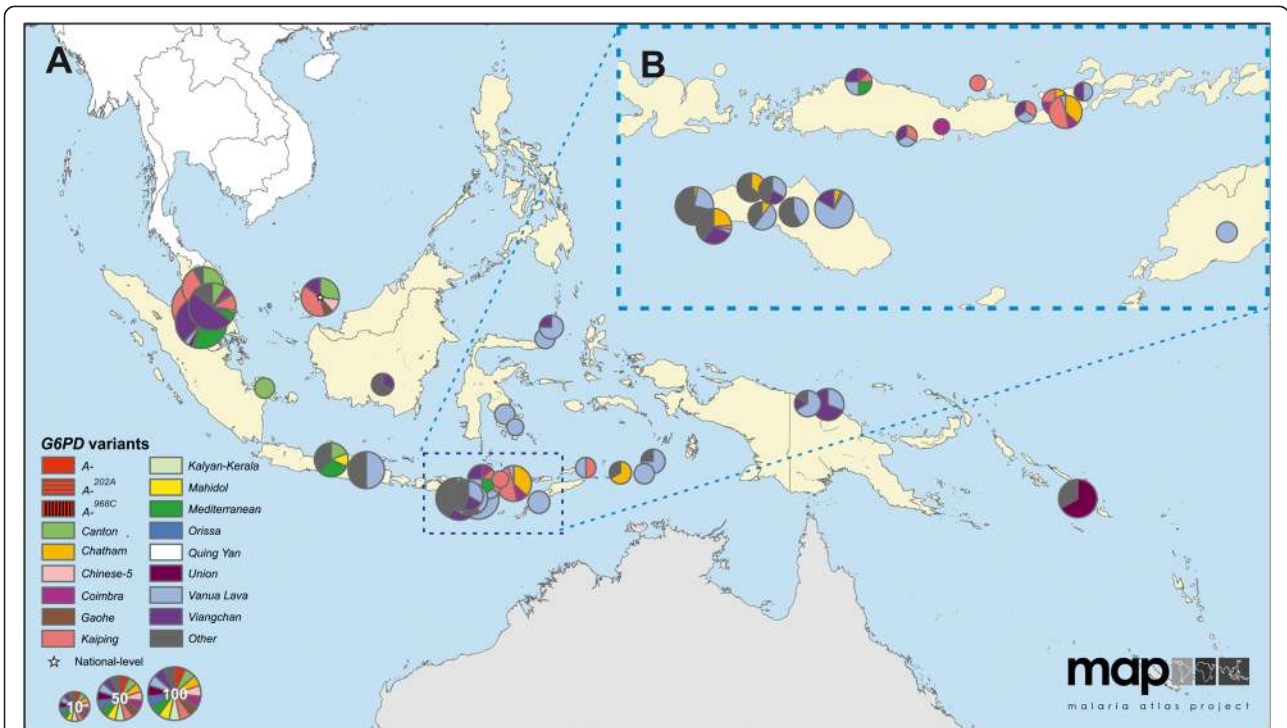 A
B
G6PD variants
A-
A-202A
A-968C
Canton
Chatham
Chinese-5
Coimbra
Gaohe
Kaiping
Kalyan-Kerala
Mahidol
Mediterranean
Orissa
Quing Yan
Union
Vanua Lava
Viangchan
Other
National-level
10
50
100
map
malaria atlas project